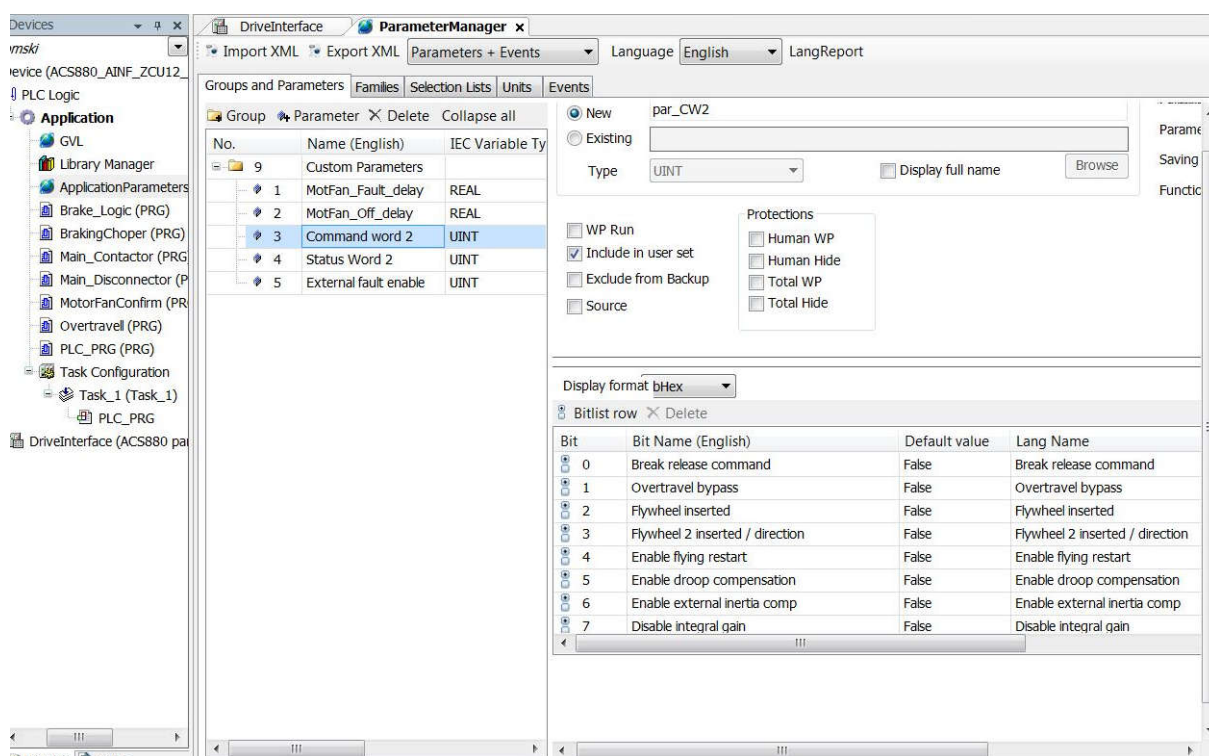 Devices
DriveInterface
ParameterManager x
Import XML Export XML Parameters + Events Language English LangReport
Device (ACS880_AINF_ZCU12_
PLC Logic
Application
GVL
Library Manager
ApplicationParameters
Brake_Logic (PRG)
BrakingChoper (PRG)
Main_Contactor (PRG
Main_Disconnector (P
MotorFanConfirm (PR
Overtravell (PRG)
PLC_PRG (PRG)
Task Configuration
Task_1 (Task_1)
PLC_PRG
DriveInterface (ACS880 par
Groups and Parameters Families Selection Lists Units Events
Group Parameter Delete Collapse all
No. Name (English) IEC Variable Ty
9 Custom Parameters
1 MotFan_Fault_delay REAL
2 MotFan_Off_delay REAL
3 Command word 2 UINT
4 Status Word 2 UINT
5 External fault enable UINT
New par_CW2
Existing
Type UINT Display full name Browse
Parame
Saving
Functic
WP Run
Include in user set
Exclude from Backup
Source
Protections
Human WP
Human Hide
Total WP
Total Hide
Display format bHex
Bitlist row Delete
Bit Bit Name (English) Default value Lang Name
0 Break release command False Break release command
1 Overtravel bypass False Overtravel bypass
2 Flywheel inserted False Flywheel inserted
3 Flywheel 2 inserted / direction False Flywheel 2 inserted / direction
4 Enable flying restart False Enable flying restart
5 Enable droop compensation False Enable droop compensation
6 Enable external inertia comp False Enable external inertia comp
7 Disable integral gain False Disable integral gain